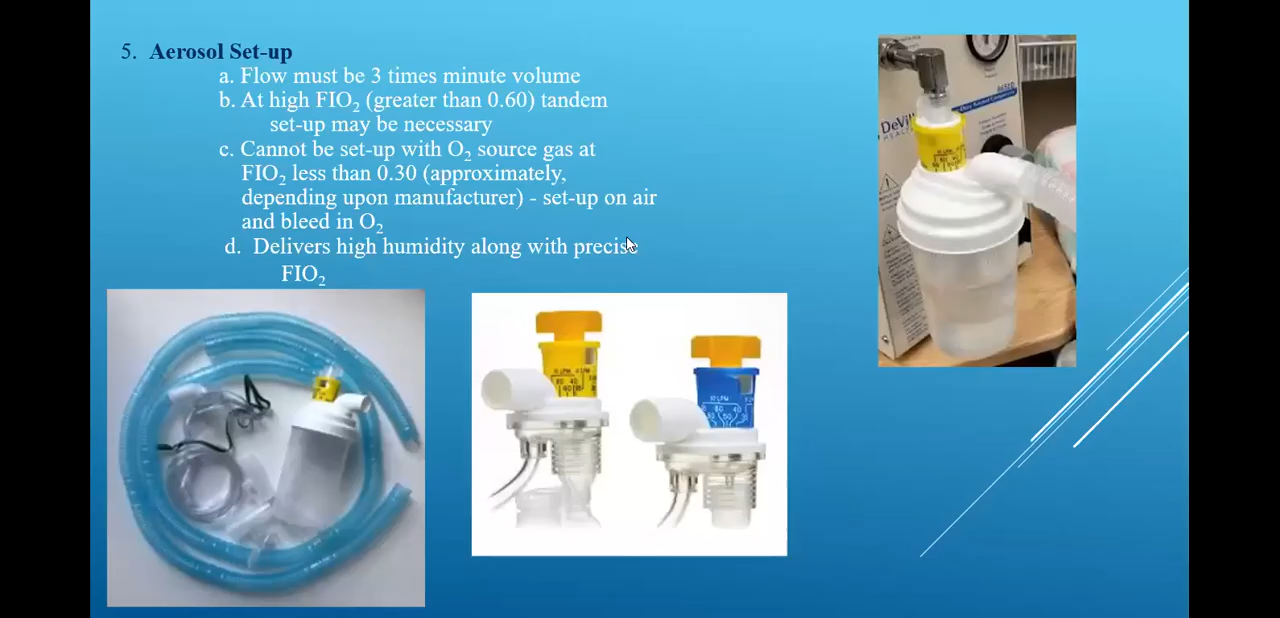 5. Aerosol Set-up
a. Flow must be 3 times minute volume
b. At high FIO₂ (greater than 0.60) tandem
set-up may be necessary
c. Cannot be set-up with O₂ source gas at
FIO₂ less than 0.30 (approximately,
depending upon manufacturer) - set-up on air
and bleed in O₂
d. Delivers high humidity along with precise
FIO₂
DeVil